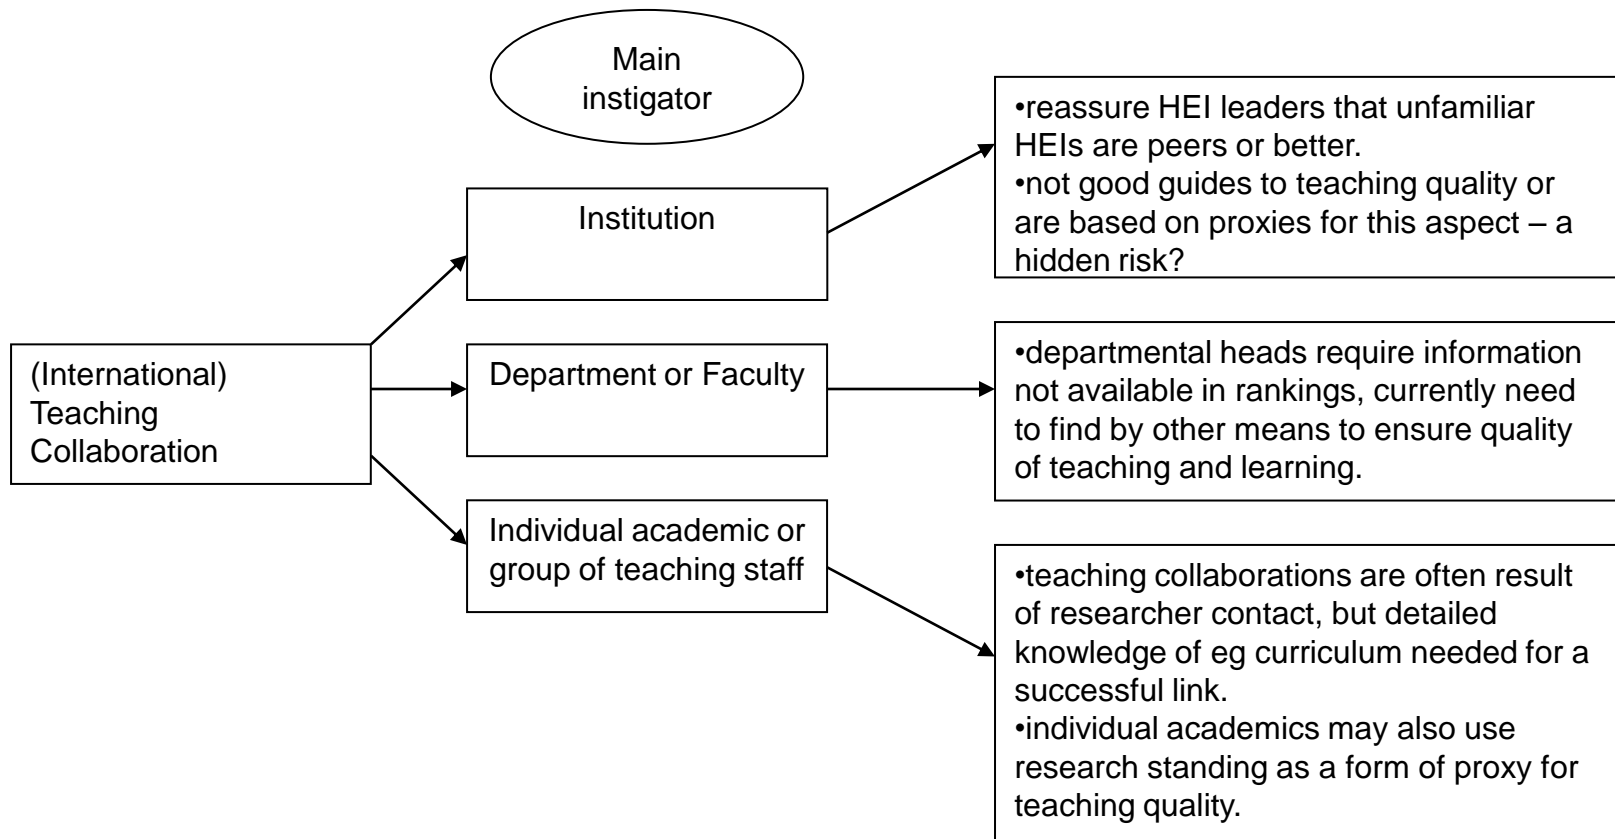 Main
instigator
•reassure HEI leaders that unfamiliar
HEIs are peers or better.
•not good guides to teaching quality or
are based on proxies for this aspect – a
hidden risk?
Institution
(International)
Teaching
Collaboration
Department or Faculty
•departmental heads require information
not available in rankings, currently need
to find by other means to ensure quality
of teaching and learning.
Individual academic or
group of teaching staff
•teaching collaborations are often result
of researcher contact, but detailed
knowledge of eg curriculum needed for a
successful link.
•individual academics may also use
research standing as a form of proxy for
teaching quality.